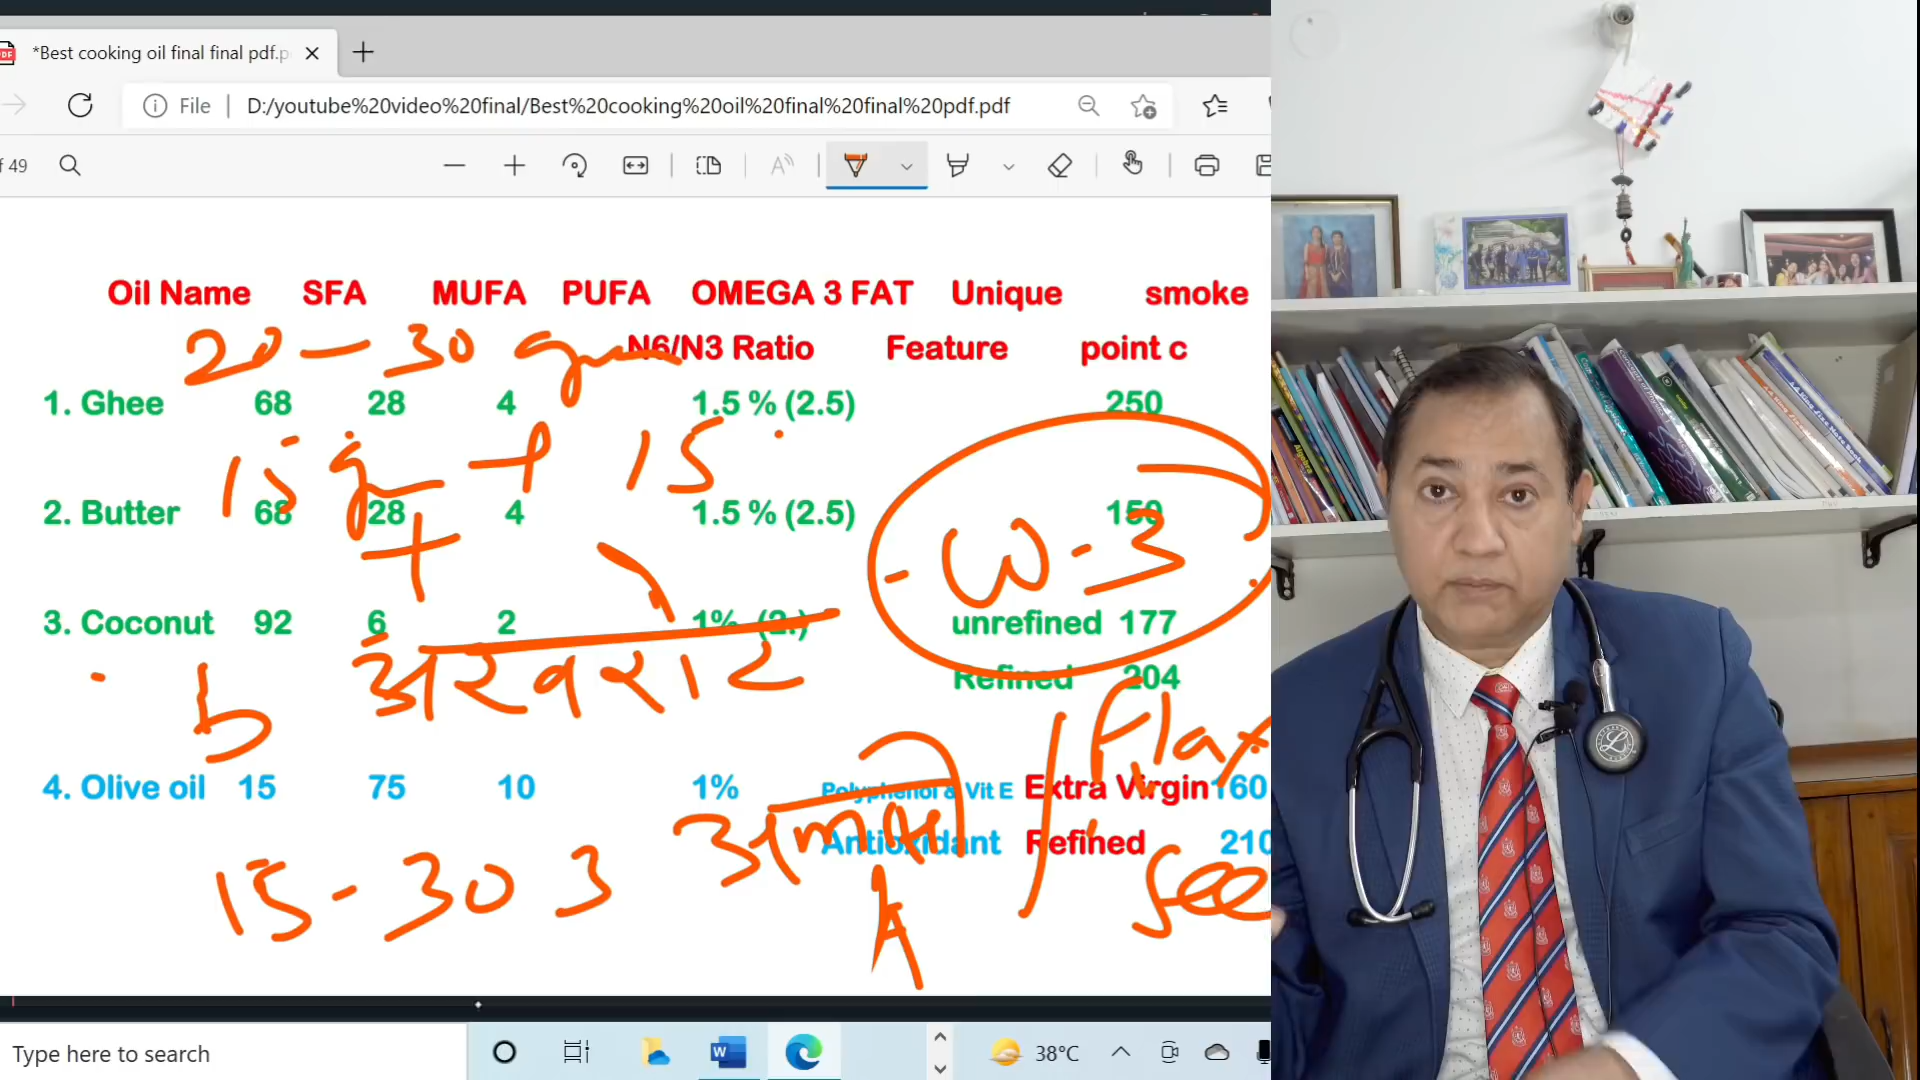 *Best cooking oil final final pdf.p
File D:/youtube%20video%20final/Best%20cooking%20oil%20final%20final%20pdf.pdf
f 49
Oil Name SFA MUFA PUFA OMEGA 3 FAT Unique smoke
20 - 30 gm N6/N3 Ratio Feature point c
1. Ghee 68 28 4 1.5 % (2.5) 250
15 g + 15
2. Butter 68 28 4 1.5 % (2.5) 150
+ ω-3
3. Coconut 92 6 2 1% (2.) unrefined 177
अखरोट Refined 204
b flax
4. Olive oil 15 75 10 1% Polyphenol & Vit E Extra Virgin 160
Antioxidant Refined 210
15-30 see
A
Type here to search
38°C